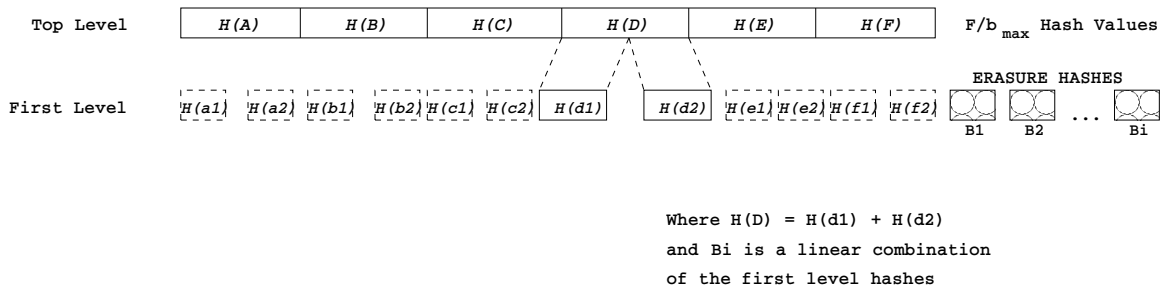 Top Level H(A) H(B) H(C) H(D) H(E) H(F) F/b max Hash Values
ERASURE HASHES
First Level H(a1) H(a2) H(b1) H(b2) H(c1) H(c2) H(d1) H(d2) H(e1) H(e2) H(f1) H(f2)
B1 B2 ... Bi
Where H(D) = H(d1) + H(d2)
and Bi is a linear combination
of the first level hashes